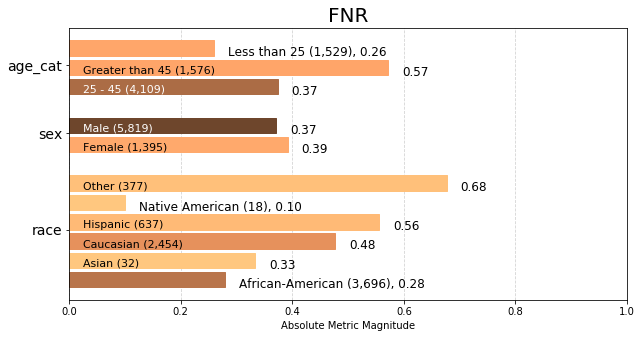 FNR
age_cat
Less than 25 (1,529), 0.26
Greater than 45 (1,576) 0.57
25 - 45 (4,109) 0.37
sex
Male (5,819) 0.37
Female (1,395) 0.39
race
Other (377) 0.68
Native American (18), 0.10
Hispanic (637) 0.56
Caucasian (2,454) 0.48
Asian (32) 0.33
African-American (3,696), 0.28
0.0 0.2 0.4 0.6 0.8 1.0
Absolute Metric Magnitude